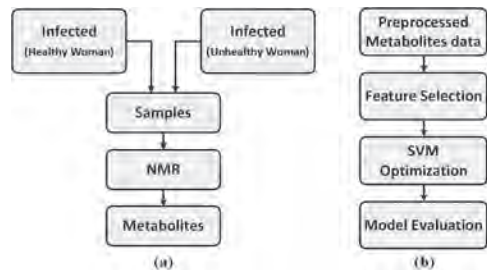 Infected
(Healthy Woman)
Infected
(Unhealthy Woman)
Samples
NMR
Metabolites
(a)
Preprocessed
Metabolites data
Feature Selection
SVM
Optimization
Model Evaluation
(b)